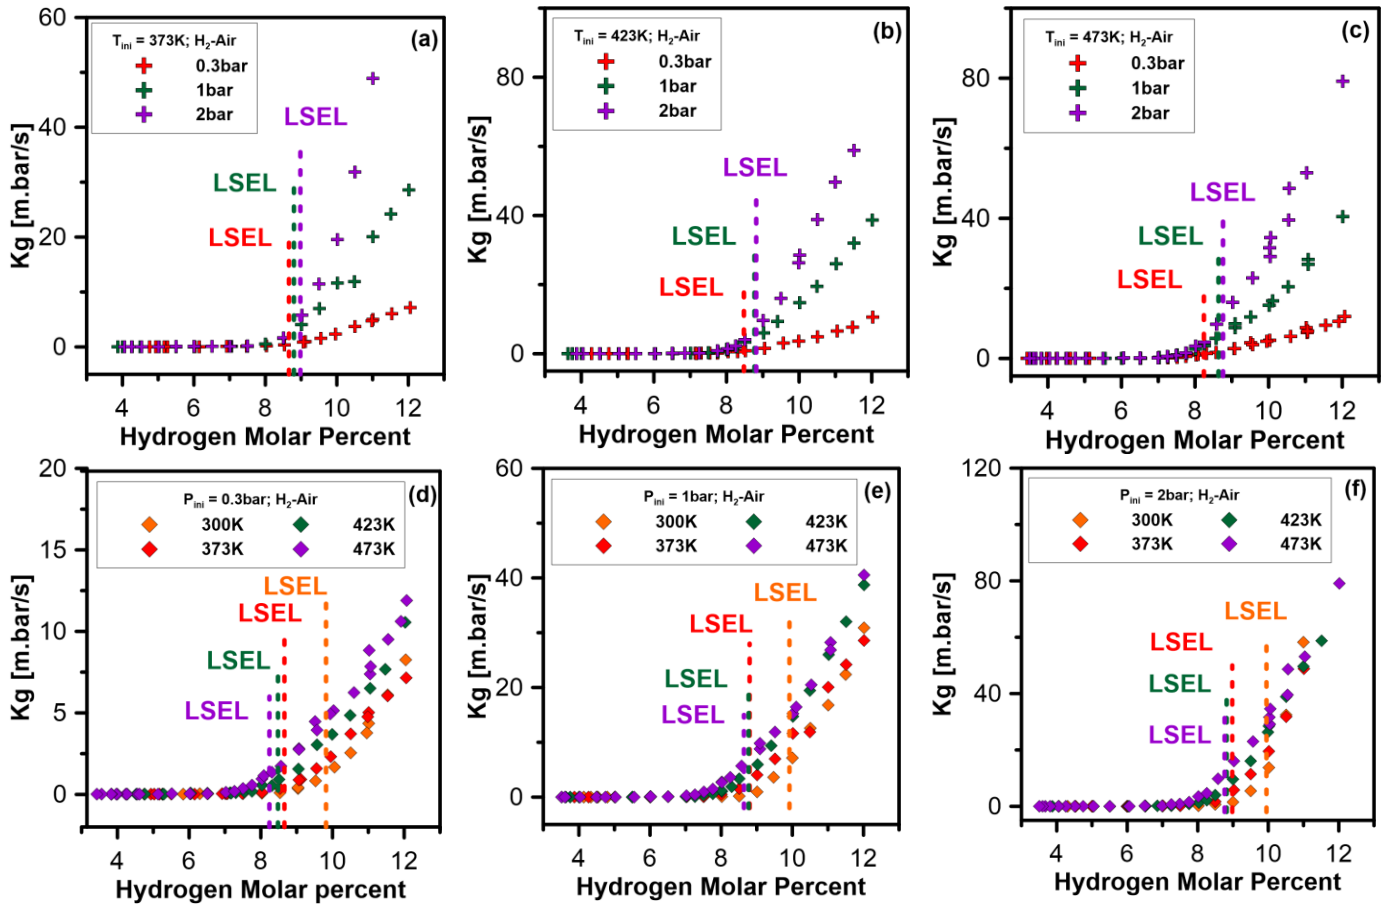 (a)
T_ini = 373K; H₂-Air
0.3bar
1bar
2bar
LSEL
LSEL
LSEL
60
40
20
0
Kg [m.bar/s]
4 6 8 10 12
Hydrogen Molar Percent
(b)
T_ini = 423K; H₂-Air
0.3bar
1bar
2bar
LSEL
LSEL
LSEL
80
40
0
Kg [m.bar/s]
4 6 8 10 12
Hydrogen Molar Percent
(c)
T_ini = 473K; H₂-Air
0.3bar
1bar
2bar
LSEL
LSEL
LSEL
80
40
0
Kg [m.bar/s]
4 6 8 10 12
Hydrogen Molar Percent
(d)
P_ini = 0.3bar; H₂-Air
300K 423K
373K 473K
LSEL
LSEL
LSEL
LSEL
20
15
10
5
0
Kg [m.bar/s]
4 6 8 10 12
Hydrogen Molar percent
(e)
P_ini = 1bar; H₂-Air
300K 423K
373K 473K
LSEL
LSEL
LSEL
LSEL
60
40
20
0
Kg [m.bar/s]
4 6 8 10 12
Hydrogen Molar Percent
(f)
P_ini = 2bar; H₂-Air
300K 423K
373K 473K
LSEL
LSEL
LSEL
LSEL
120
80
40
0
Kg [m.bar/s]
4 6 8 10 12
Hydrogen Molar Percent